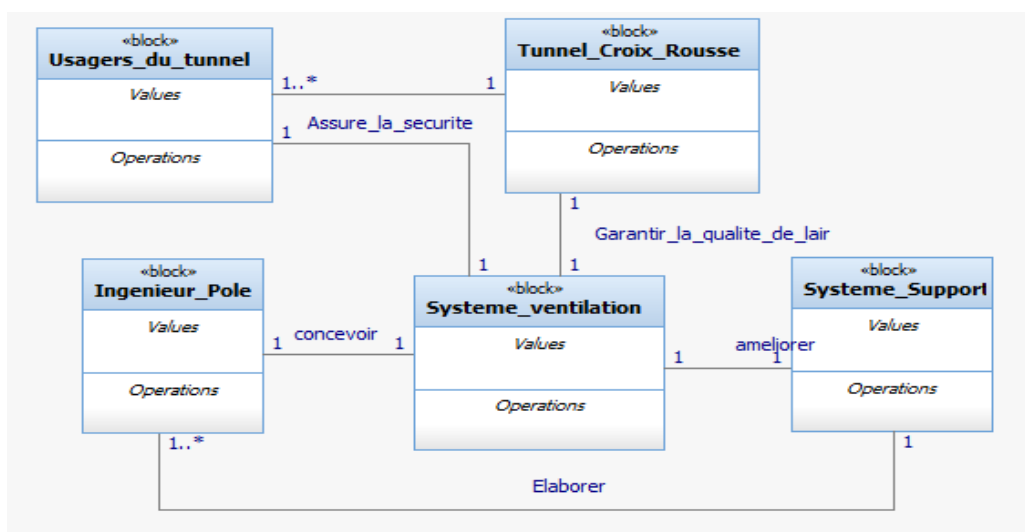 «block»
Usagers_du_tunnel
Values
Operations
«block»
Tunnel_Croix_Rousse
Values
Operations
1..*
1
1
Assure_la_securite
1
1
Garantir_la_qualite_de_lair
1
«block»
Ingenieur_Pole
Values
Operations
1
concevoir
1
«block»
Systeme_ventilation
Values
Operations
1
ameliorer
1
«block»
Systeme_Support
Values
Operations
1..*
1
Elaborer